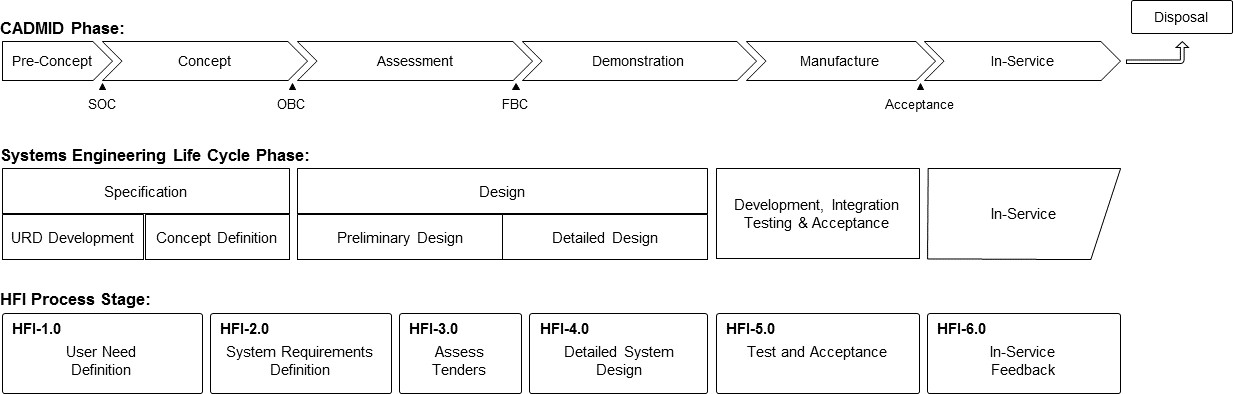 Disposal
CADMID Phase:
Pre-Concept
Concept
Assessment
Demonstration
Manufacture
In-Service
SOC
OBC
FBC
Acceptance
Systems Engineering Life Cycle Phase:
Specification
Design
Development, Integration
Testing & Acceptance
In-Service
URD Development
Concept Definition
Preliminary Design
Detailed Design
HFI Process Stage:
HFI-1.0
User Need
Definition
HFI-2.0
System Requirements
Definition
HFI-3.0
Assess
Tenders
HFI-4.0
Detailed System
Design
HFI-5.0
Test and Acceptance
HFI-6.0
In-Service
Feedback